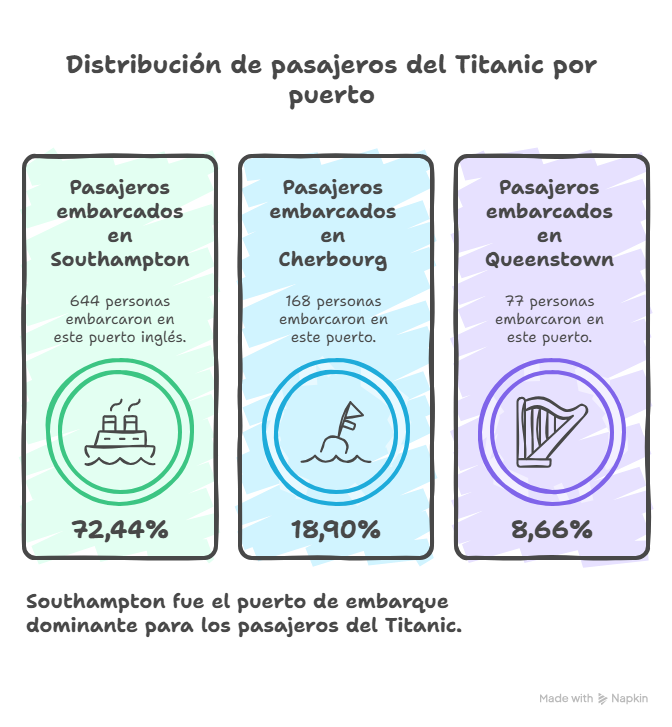 Distribución de pasajeros del Titanic por
puerto
Pasajeros
embarcados
en
Southampton
644 personas
embarcaron en
este puerto inglés.
72,44%
Pasajeros
embarcados
en
Cherbourg
168 personas
embarcaron en
este puerto.
18,90%
Pasajeros
embarcados
en
Queenstown
77 personas
embarcaron en
este puerto.
8,66%
Southampton fue el puerto de embarque
dominante para los pasajeros del Titanic.
Made with Napkin